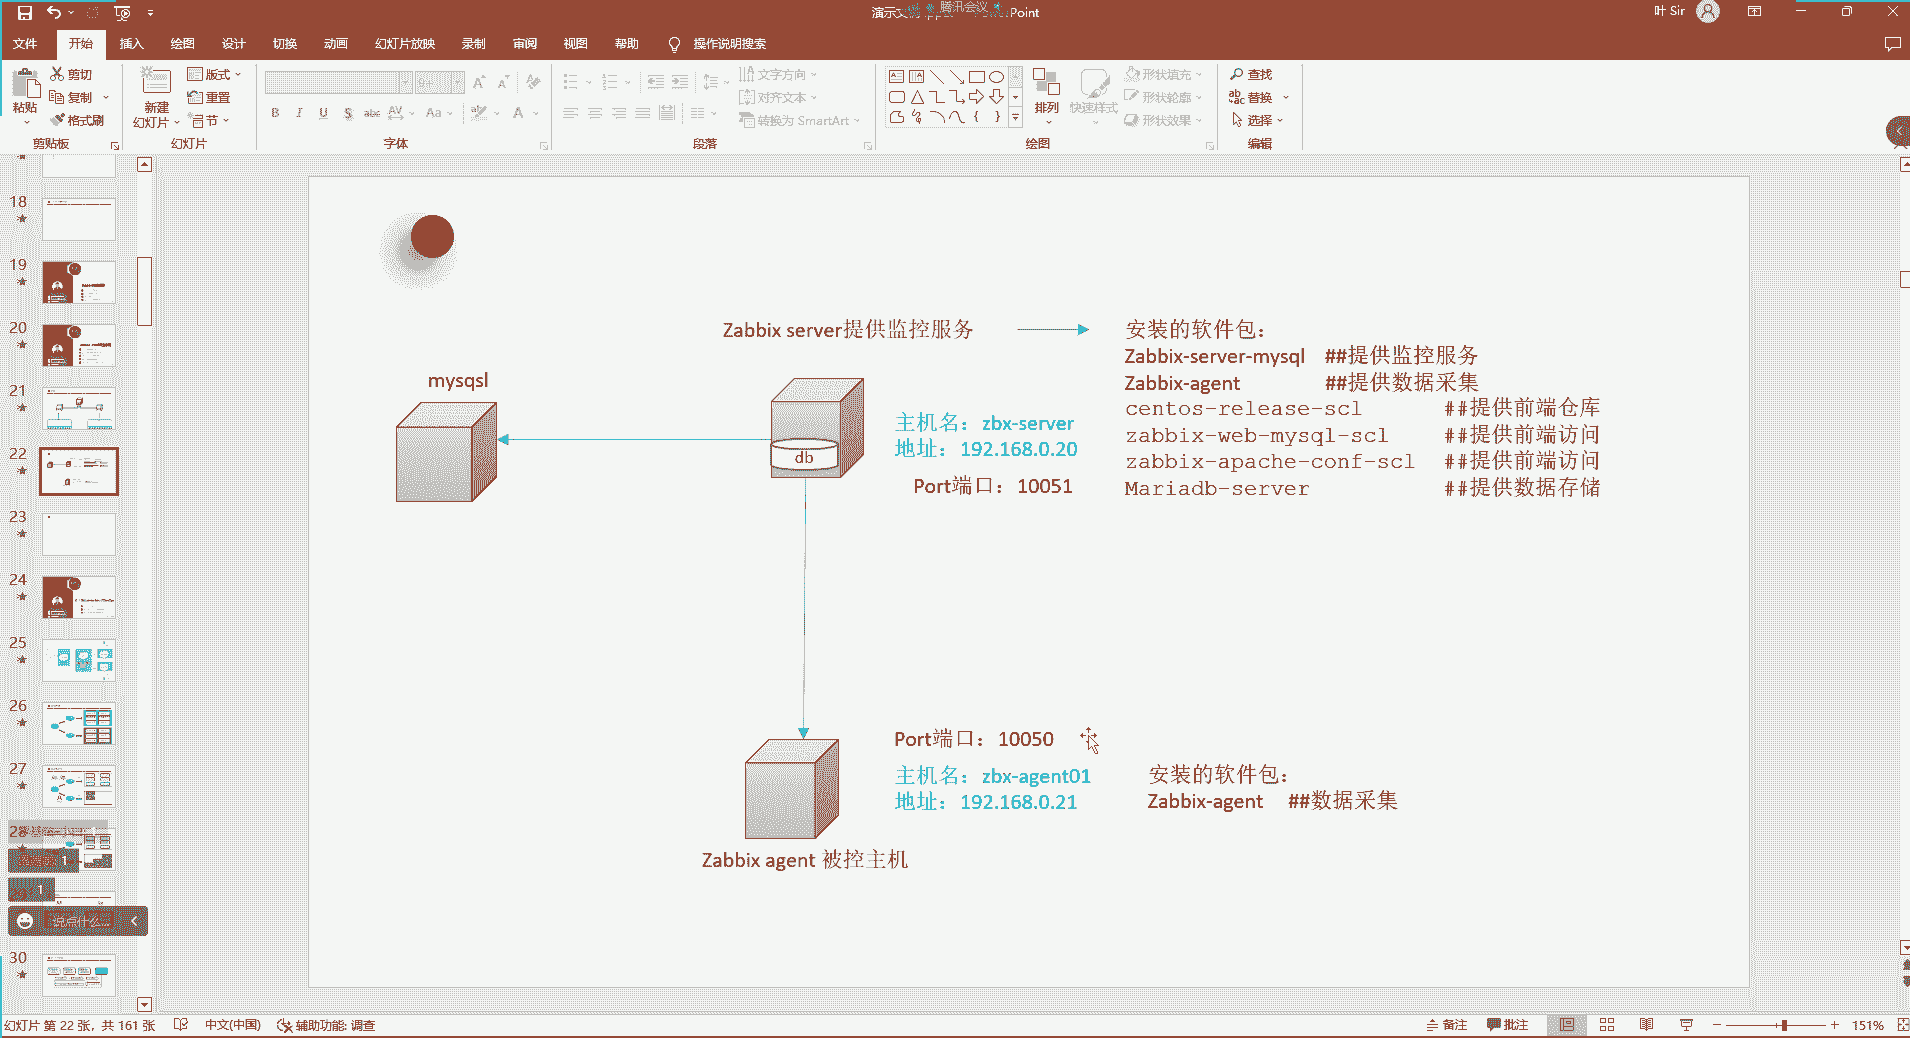 腾讯会议
演示文
Point
叶 Sir
文件 开始 插入 绘图 设计 切换 动画 幻灯片放映 录制 审阅 视图 帮助 操作说明搜索
粘贴
剪切
复制
格式刷
剪贴板
新建
幻灯片
版式
重置
节
幻灯片
B I U S abc AV Aa A
字体
文字方向
对齐文本
转换为 SmartArt
段落
排列
快速样式
形状填充
形状轮廓
形状效果
绘图
查找
替换
选择
编辑
18
19
20
21
22
23
24
25
26
27
28
30
说点什么...
Zabbix server提供监控服务
安装的软件包：
Zabbix-server-mysql ##提供监控服务
Zabbix-agent ##提供数据采集
centos-release-scl ##提供前端仓库
zabbix-web-mysql-scl ##提供前端访问
zabbix-apache-conf-scl ##提供前端访问
Mariadb-server ##提供数据存储
mysqsl
db
主机名：zbx-server
地址：192.168.0.20
Port端口：10051
Port端口：10050
主机名：zbx-agent01
地址：192.168.0.21
安装的软件包：
Zabbix-agent ##数据采集
Zabbix agent 被控主机
幻灯片 第 22 张，共 161 张 中文(中国) 辅助功能: 调查 备注 批注 151%